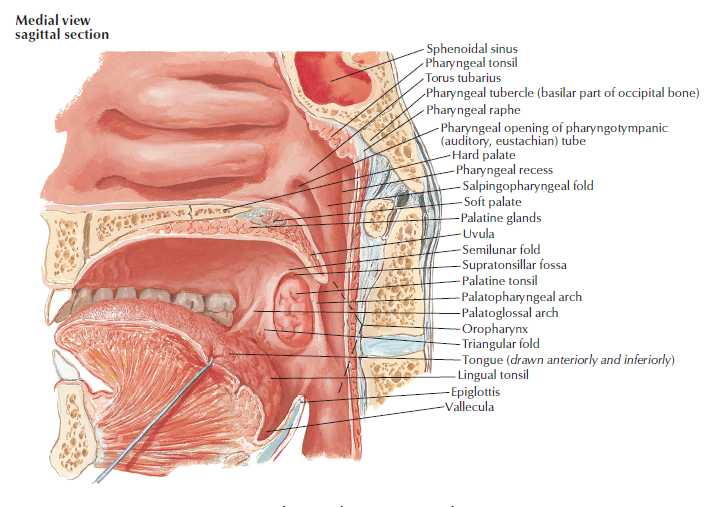 Medial view
sagittal section
Sphenoidal sinus
Pharyngeal tonsil
Torus tubarius
Pharyngeal tubercle (basilar part of occipital bone)
Pharyngeal raphe
Pharyngeal opening of pharyngotympanic
(auditory, eustachian) tube
Hard palate
Pharyngeal recess
Salpingopharyngeal fold
Soft palate
Palatine glands
Uvula
Semilunar fold
Supratonsillar fossa
Palatine tonsil
Palatopharyngeal arch
Palatoglossal arch
Oropharynx
Triangular fold
Tongue (drawn anteriorly and inferiorly)
Lingual tonsil
Epiglottis
Vallecula